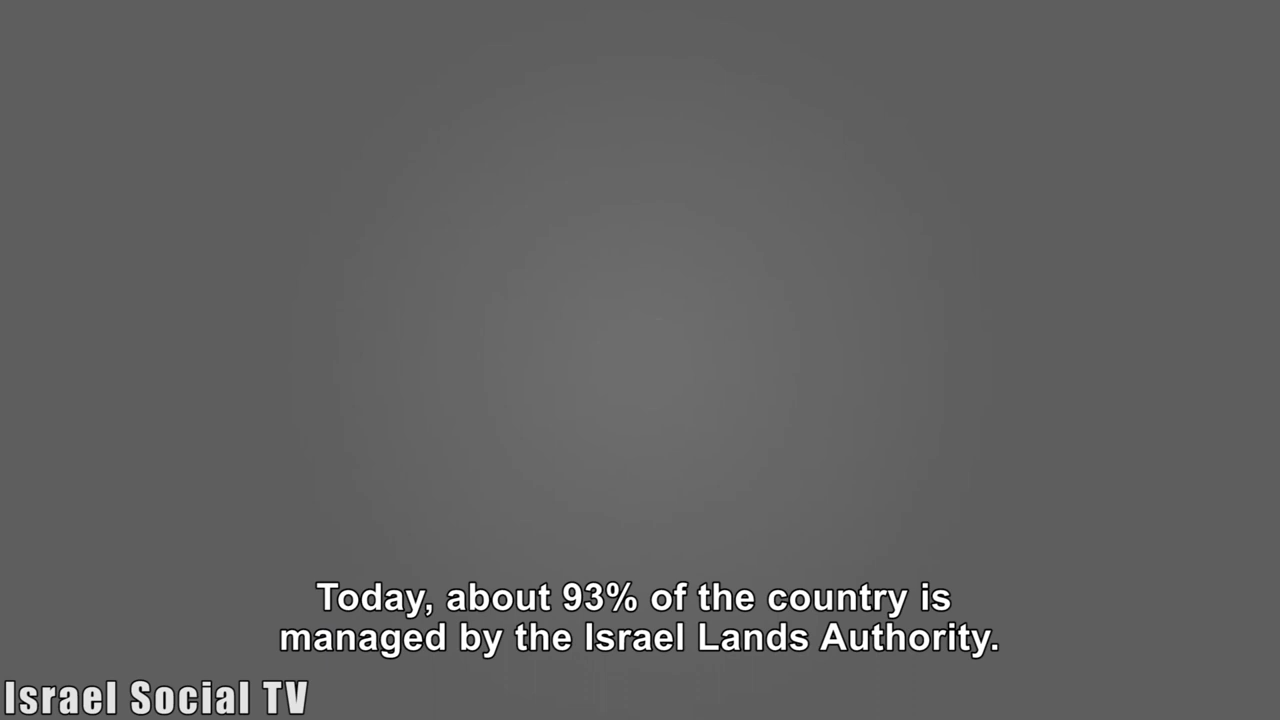 Today, about 93% of the country is
managed by the Israel Lands Authority.
Israel Social TV